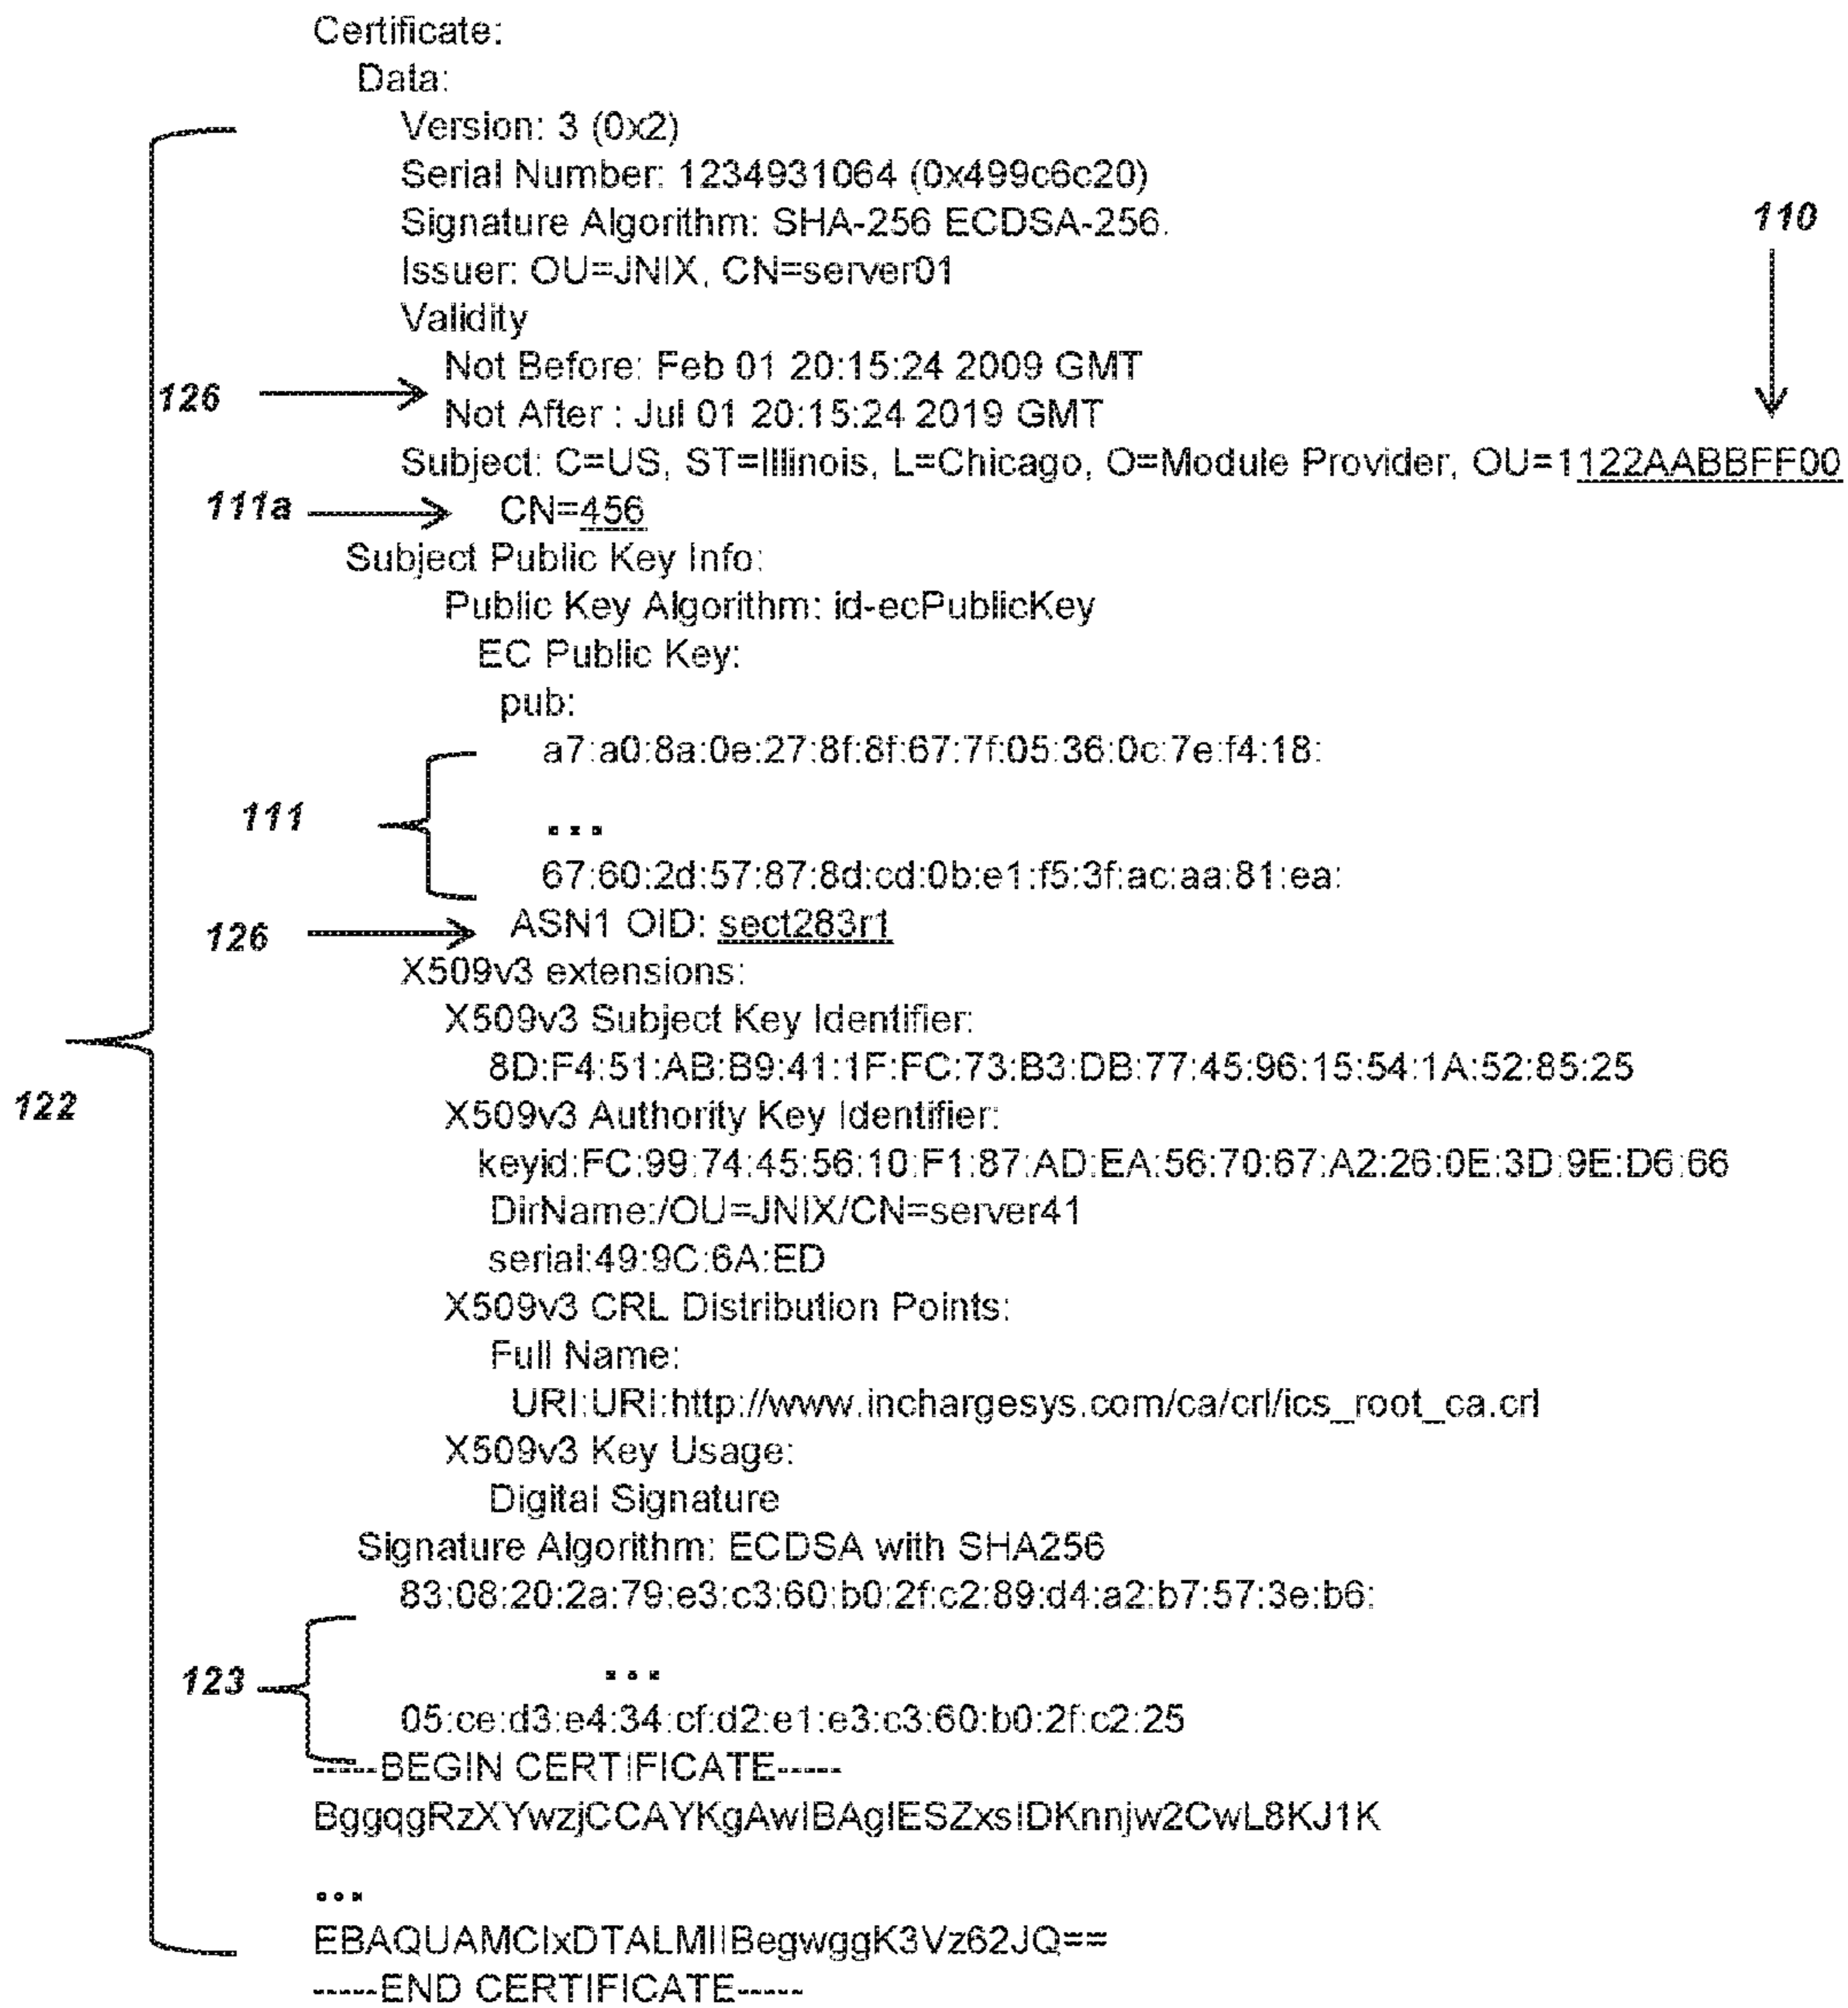 Certificate:
Data:
Version: 3 (0x2)
Serial Number: 1234931064 (0x499c6c20)
Signature Algorithm: SHA-256 ECDSA-256.
110
Issuer: OU=JNIX, CN=server01
Validity
Not Before: Feb 01 20:15:24 2009 GMT
126
Not After : Jul 01 20:15:24 2019 GMT
Subject: C=US, ST=Illinois, L=Chicago, O=Module Provider, OU=1122AABBFF00
111a CN=456
Subject Public Key Info:
Public Key Algorithm: id-ecPublicKey
EC Public Key:
pub:
a7:a0:8a:0e:27:8f:8f:67:7f:05:36:0c:7e:f4:18:
111 ...
67:60:2d:57:87:8d:cd:0b:e1:f5:3f:ac:aa:81:ea:
126 ASN1 OID: sect283r1
X509v3 extensions:
X509v3 Subject Key Identifier:
8D:F4:51:AB:B9:41:1F:FC:73:B3:DB:77:45:96:15:54:1A:52:85:25
122 X509v3 Authority Key Identifier:
keyid:FC:99:74:45:56:10:F1:87:AD:EA:56:70:67:A2:26:0E:3D:9E:D6:66
DirName:/OU=JNIX/CN=server41
serial:49:9C:6A:ED
X509v3 CRL Distribution Points:
Full Name:
URI:URI:http://www.inchargesys.com/ca/crl/ics_root_ca.crl
X509v3 Key Usage:
Digital Signature
Signature Algorithm: ECDSA with SHA256
83:08:20:2a:79:e3:c3:60:b0:2f:c2:89:d4:a2:b7:57:3e:b6:
123 ...
05:ce:d3:e4:34:cf:d2:e1:e3:c3:60:b0:2f:c2:25
-----BEGIN CERTIFICATE-----
BggqgRzXYwzjCCAYKgAwIBAgIESZxsIDKnnjw2CwL8KJ1K
...
EBAQUAMCIxDTALMIIBegwggK3Vz62JQ==
-----END CERTIFICATE-----